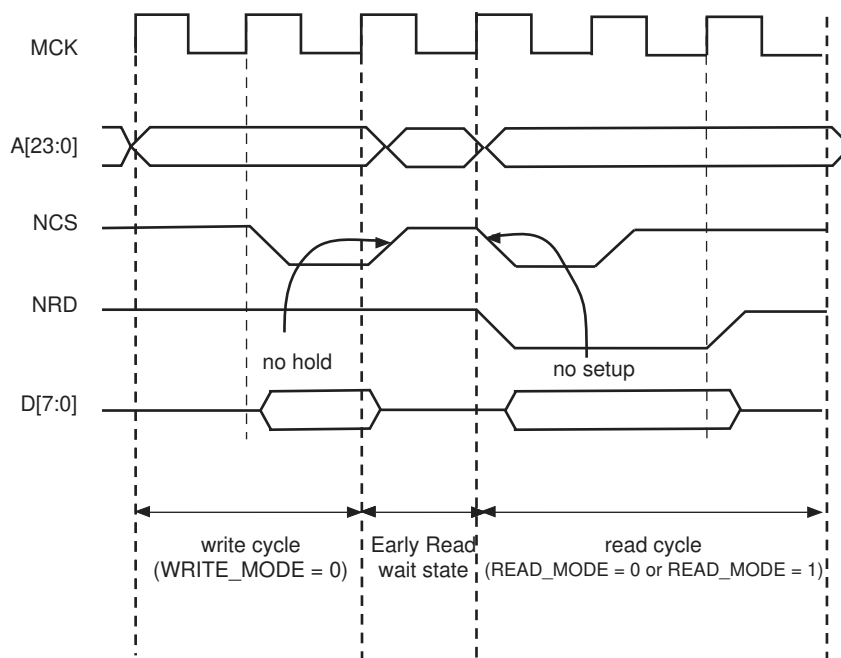 MCK
A[23:0]
NCS
NRD
no hold
no setup
D[7:0]
write cycle
(WRITE_MODE = 0)
Early Read
wait state
read cycle
(READ_MODE = 0 or READ_MODE = 1)